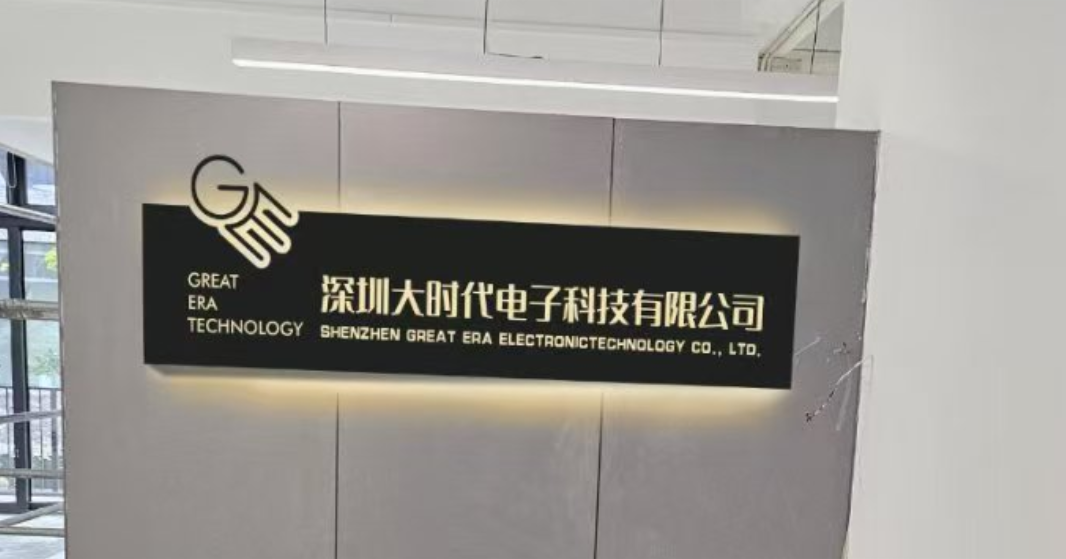 GE
GREAT
ERA
TECHNOLOGY
深圳大时代电子科技有限公司
SHENZHEN GREAT ERA ELECTRONICTECHNOLOGY CO., LTD.